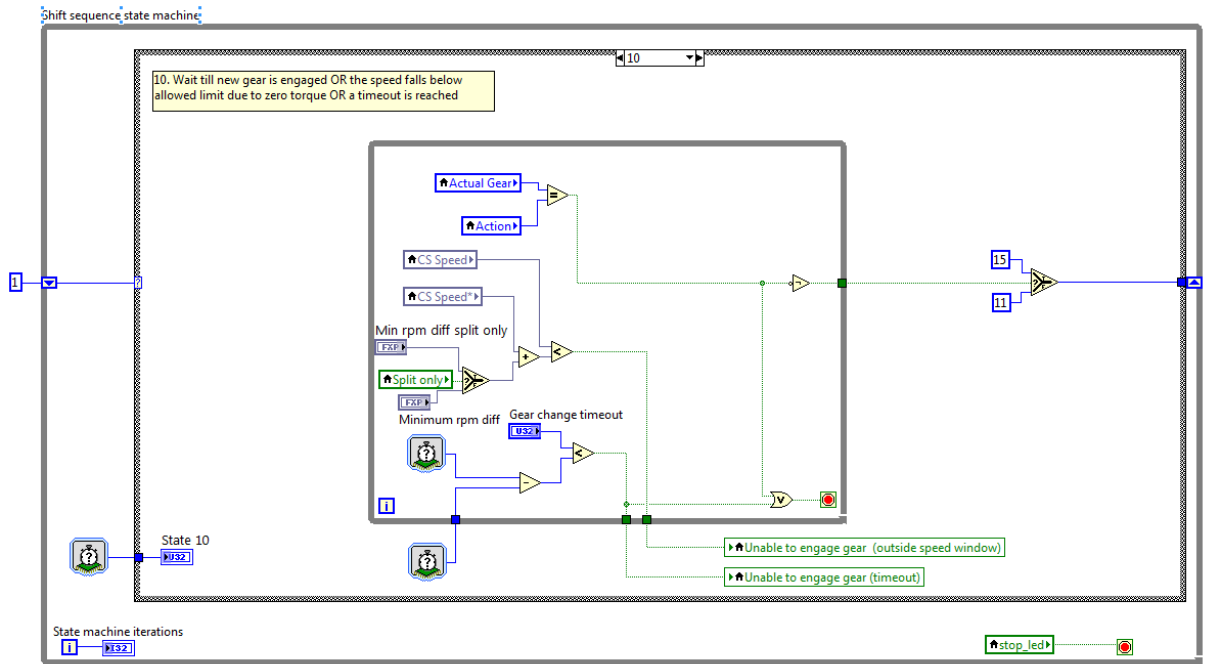 Shift sequence state machine
10
10. Wait till new gear is engaged OR the speed falls below
allowed limit due to zero torque OR a timeout is reached
Actual Gear
=
Action
CS Speed
15
1
?
¬
?
CS Speed*
11
Min rpm diff split only
FXP
+
<
Split only
?
FXP
Minimum rpm diff
Gear change timeout
U32
?
<
-
V
i
State 10
?
U32
?
Unable to engage gear (outside speed window)
Unable to engage gear (timeout)
State machine iterations
i
I32
stop_led